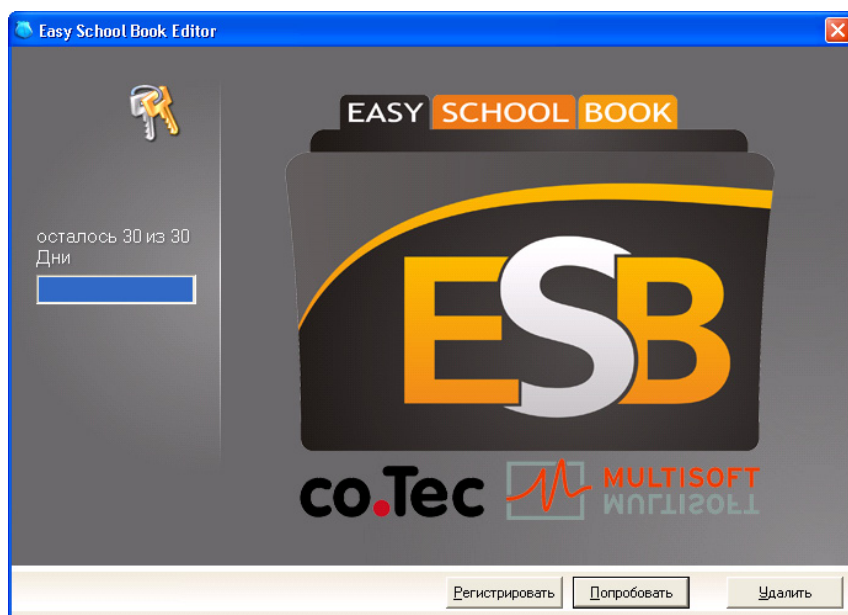 Easy School Book Editor
EASY SCHOOL BOOK
осталось 30 из 30
Дни
ESB
co.Tec MULTISOFT
MULTISOFT
Регистрировать Попробовать Удалить